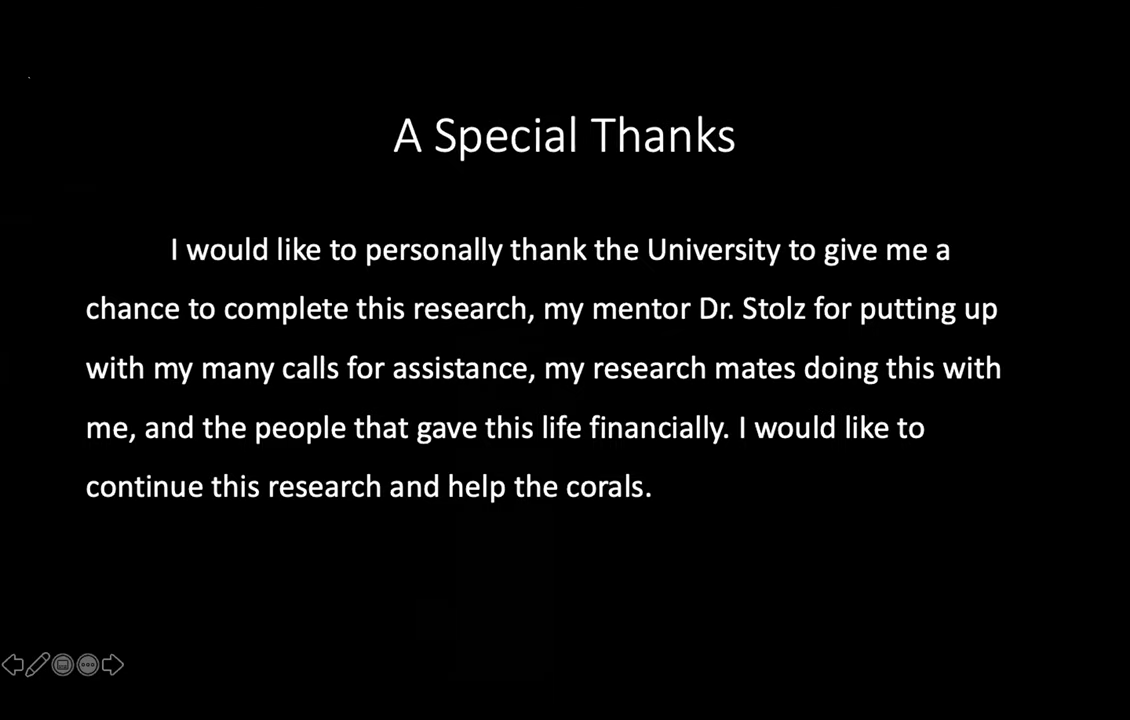 A Special Thanks
I would like to personally thank the University to give me a
chance to complete this research, my mentor Dr. Stolz for putting up
with my many calls for assistance, my research mates doing this with
me, and the people that gave this life financially. I would like to
continue this research and help the corals.